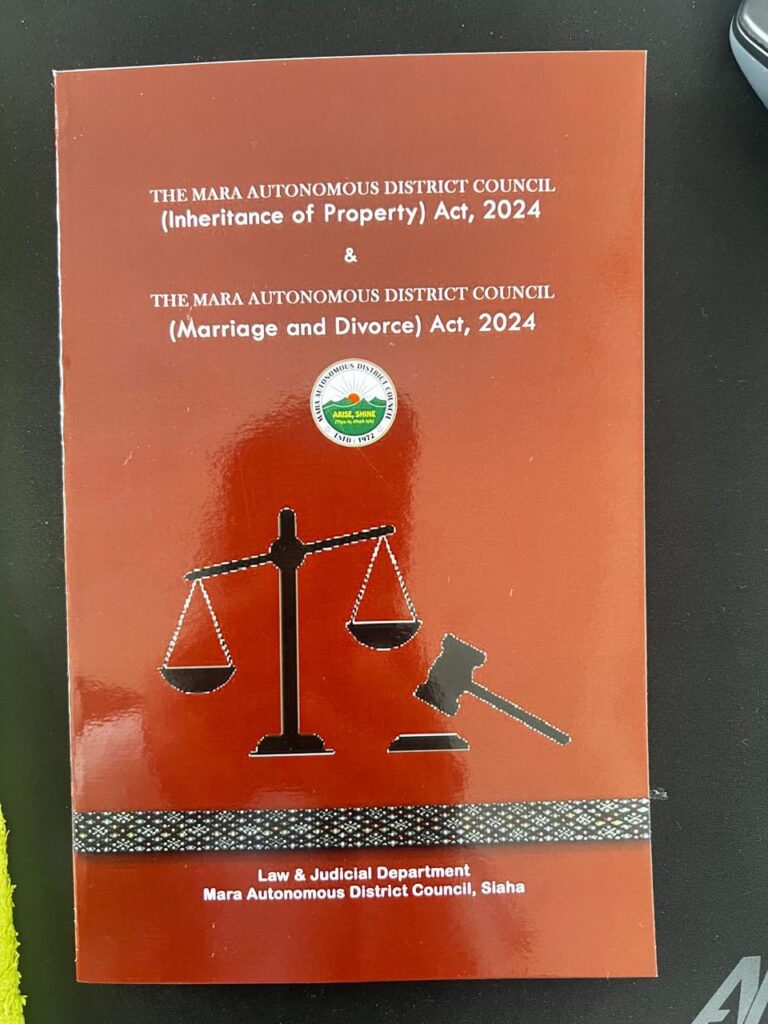 THE MARA AUTONOMOUS DISTRICT COUNCIL
(Inheritance of Property) Act, 2024
&
THE MARA AUTONOMOUS DISTRICT COUNCIL
(Marriage and Divorce) Act, 2024
MARA AUTONOMOUS DISTRICT COUNCIL
ARISE, SHINE
ESTD : 1972
Law & Judicial Department
Mara Autonomous District Council, Siaha